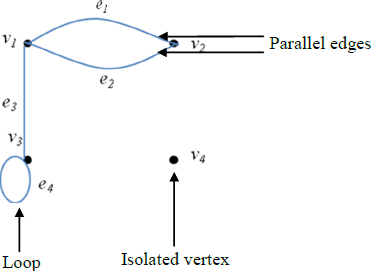 e1
v1
v2
Parallel edges
e2
e3
v3
e4
v4
Loop
Isolated vertex